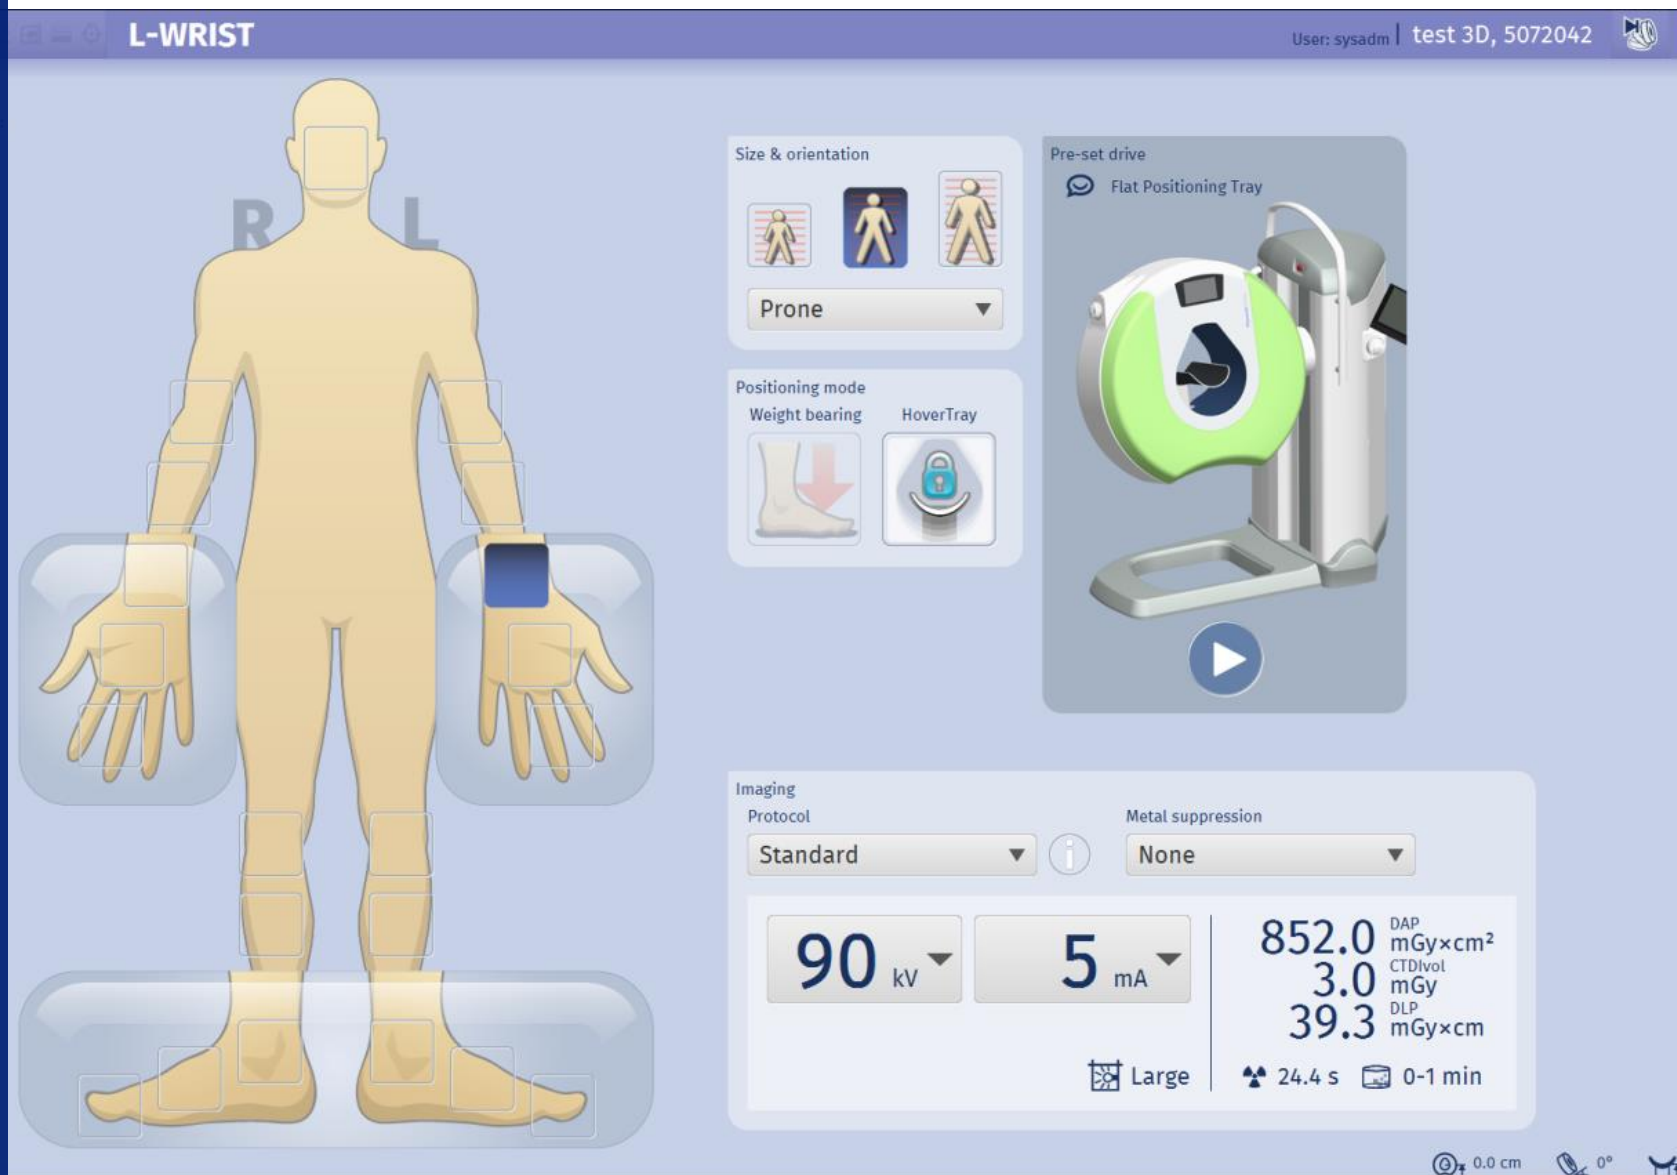 L-WRIST
User: sysadm
test 3D, 5072042
R L
Size & orientation
Prone
Pre-set drive
Flat Positioning Tray
Positioning mode
Weight bearing HoverTray
Imaging
Protocol Metal suppression
Standard i None
90 kV 5 mA
852.0 DAP mGy×cm²
3.0 CTDIvol mGy
39.3 DLP mGy×cm
Large 24.4 s 0-1 min
0.0 cm 0°